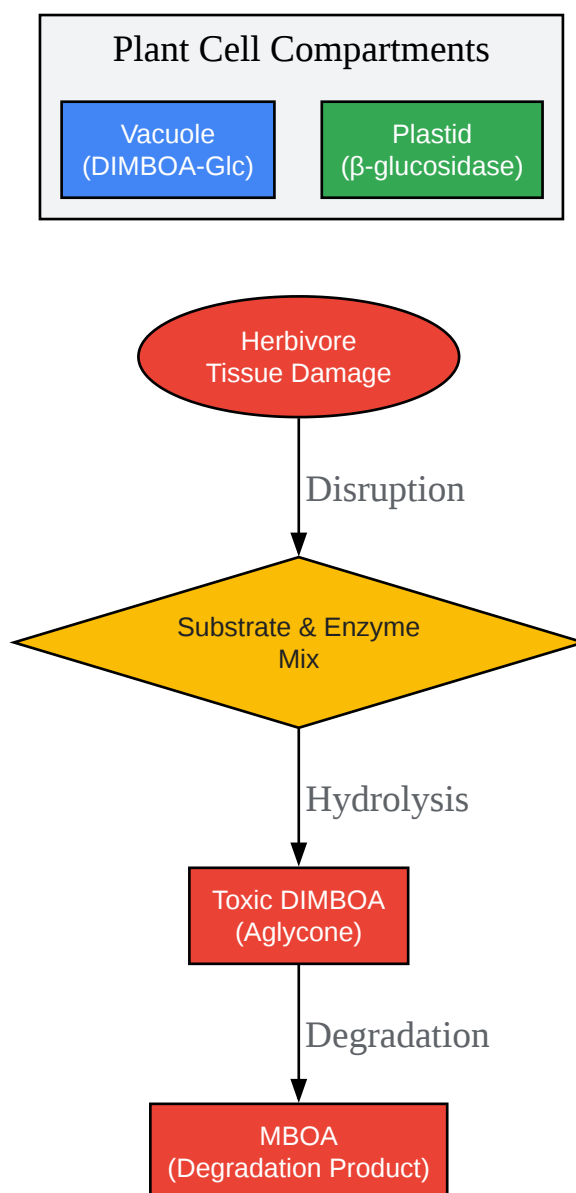 Plant Cell Compartments
Vacuole
(DIMBOA-Glc)
Plastid
(β-glucosidase)
Herbivore
Tissue Damage
Disruption
Substrate & Enzyme
Mix
Hydrolysis
Toxic DIMBOA
(Aglycone)
Degradation
MBOA
(Degradation Product)